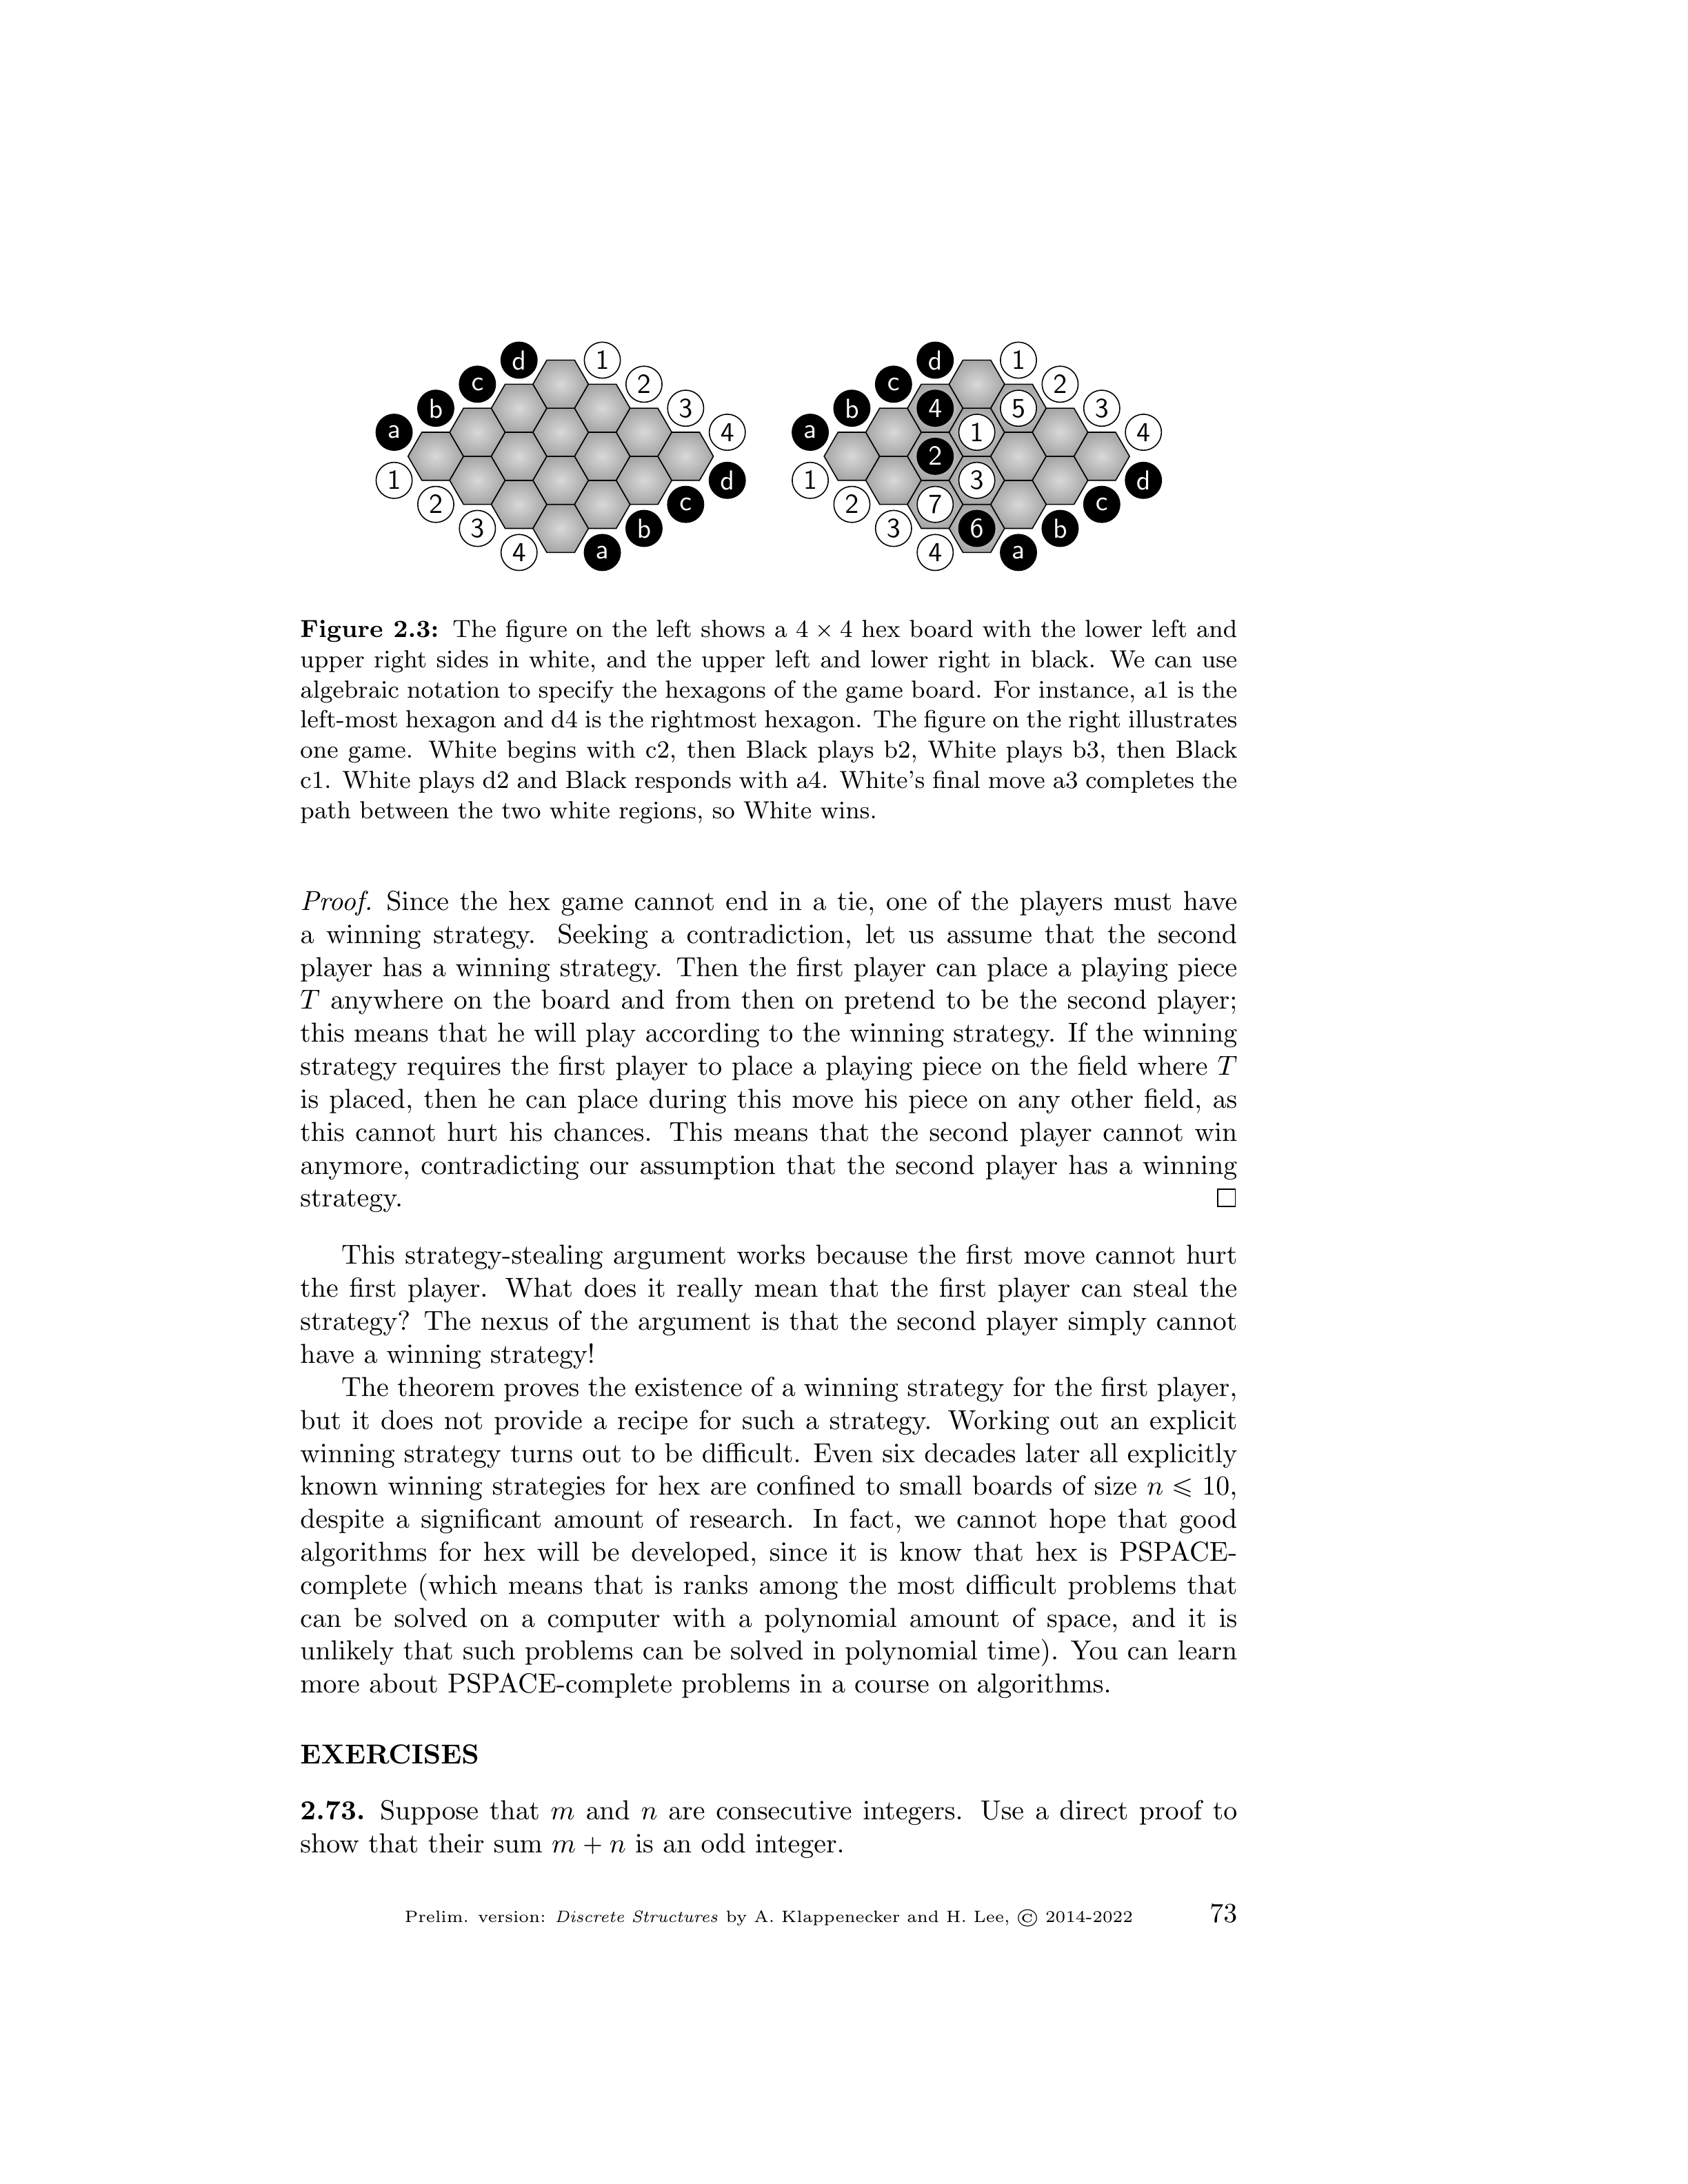 d 1 d 1
c 2 c 2
b 3 b 4 5 3
a 4 a 1 4
2
1 d 1 3 d
2 c 2 7 c
3 b 3 6 b
4 a 4 a
Figure 2.3: The figure on the left shows a 4 × 4 hex board with the lower left and
upper right sides in white, and the upper left and lower right in black. We can use
algebraic notation to specify the hexagons of the game board. For instance, a1 is the
left-most hexagon and d4 is the rightmost hexagon. The figure on the right illustrates
one game. White begins with c2, then Black plays b2, White plays b3, then Black
c1. White plays d2 and Black responds with a4. White's final move a3 completes the
path between the two white regions, so White wins.
Proof. Since the hex game cannot end in a tie, one of the players must have
a winning strategy. Seeking a contradiction, let us assume that the second
player has a winning strategy. Then the first player can place a playing piece
T anywhere on the board and from then on pretend to be the second player;
this means that he will play according to the winning strategy. If the winning
strategy requires the first player to place a playing piece on the field where T
is placed, then he can place during this move his piece on any other field, as
this cannot hurt his chances. This means that the second player cannot win
anymore, contradicting our assumption that the second player has a winning
strategy. □
This strategy-stealing argument works because the first move cannot hurt
the first player. What does it really mean that the first player can steal the
strategy? The nexus of the argument is that the second player simply cannot
have a winning strategy!
The theorem proves the existence of a winning strategy for the first player,
but it does not provide a recipe for such a strategy. Working out an explicit
winning strategy turns out to be difficult. Even six decades later all explicitly
known winning strategies for hex are confined to small boards of size n ⩽ 10,
despite a significant amount of research. In fact, we cannot hope that good
algorithms for hex will be developed, since it is know that hex is PSPACE-
complete (which means that is ranks among the most difficult problems that
can be solved on a computer with a polynomial amount of space, and it is
unlikely that such problems can be solved in polynomial time). You can learn
more about PSPACE-complete problems in a course on algorithms.
EXERCISES
2.73. Suppose that m and n are consecutive integers. Use a direct proof to
show that their sum m + n is an odd integer.
Prelim. version: Discrete Structures by A. Klappenecker and H. Lee, © 2014-2022 73